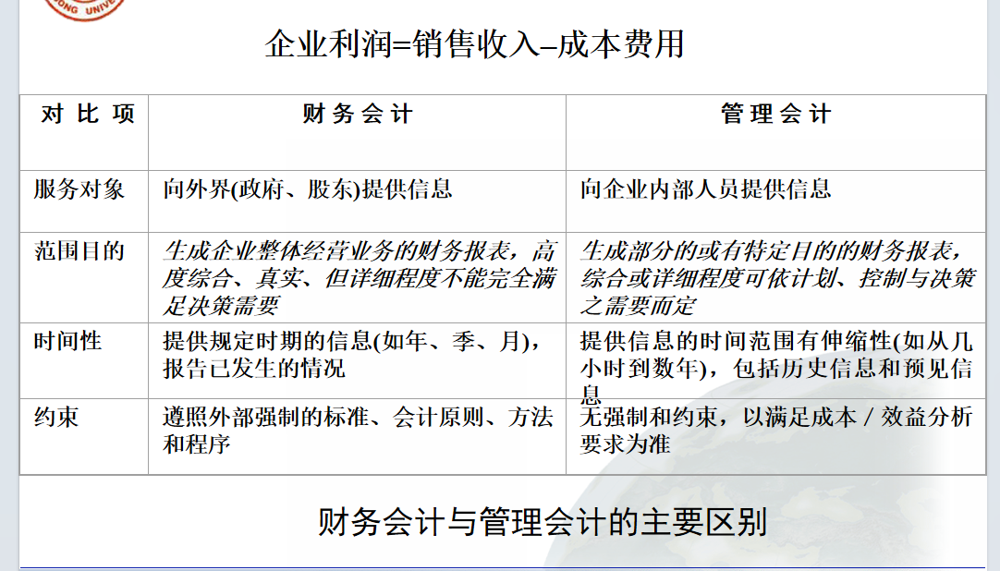 ONG UNIVE
企业利润=销售收入–成本费用
对 比 项
财 务 会 计
管 理 会 计
服务对象
向外界(政府、股东)提供信息
向企业内部人员提供信息
范围目的
生成企业整体经营业务的财务报表，高
度综合、真实、但详细程度不能完全满
足决策需要
生成部分的或有特定目的的财务报表，
综合或详细程度可依计划、控制与决策
之需要而定
时间性
提供规定时期的信息(如年、季、月)，
报告已发生的情况
提供信息的时间范围有伸缩性(如从几
小时到数年)，包括历史信息和预见信
息
约束
遵照外部强制的标准、会计原则、方法
和程序
无强制和约束，以满足成本／效益分析
要求为准
财务会计与管理会计的主要区别